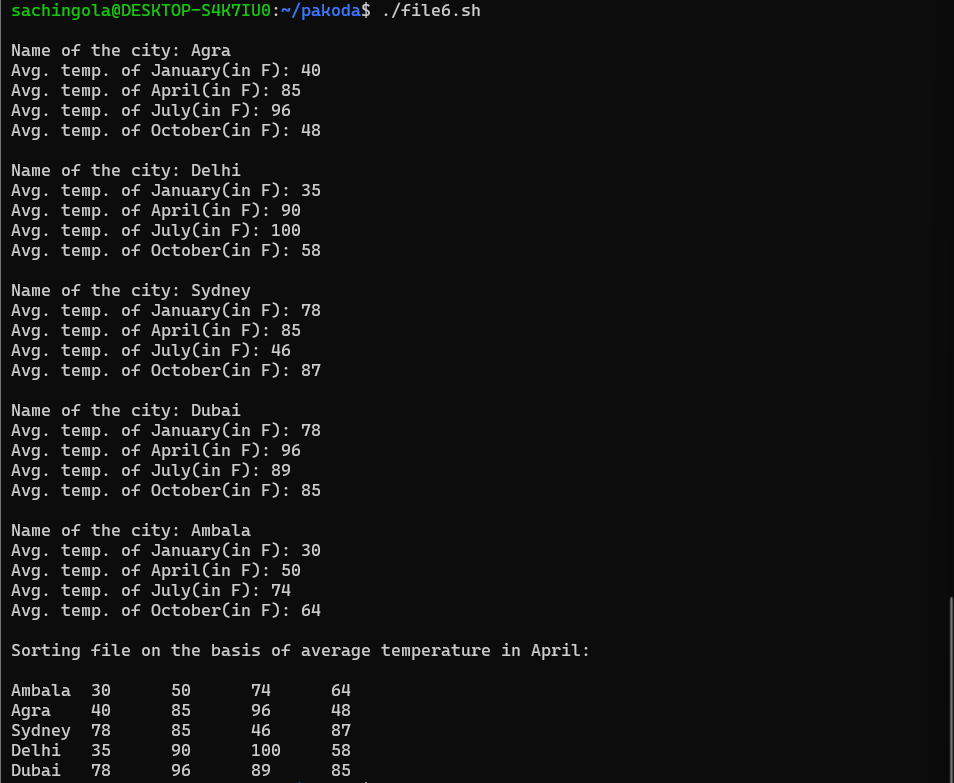 sachingola@DESKTOP-S4K7IU0:~/pakoda$ ./file6.sh
Name of the city: Agra
Avg. temp. of January(in F): 40
Avg. temp. of April(in F): 85
Avg. temp. of July(in F): 96
Avg. temp. of October(in F): 48
Name of the city: Delhi
Avg. temp. of January(in F): 35
Avg. temp. of April(in F): 90
Avg. temp. of July(in F): 100
Avg. temp. of October(in F): 58
Name of the city: Sydney
Avg. temp. of January(in F): 78
Avg. temp. of April(in F): 85
Avg. temp. of July(in F): 46
Avg. temp. of October(in F): 87
Name of the city: Dubai
Avg. temp. of January(in F): 78
Avg. temp. of April(in F): 96
Avg. temp. of July(in F): 89
Avg. temp. of October(in F): 85
Name of the city: Ambala
Avg. temp. of January(in F): 30
Avg. temp. of April(in F): 50
Avg. temp. of July(in F): 74
Avg. temp. of October(in F): 64
Sorting file on the basis of average temperature in April:
Ambala  30      50      74      64
Agra    40      85      96      48
Sydney  78      85      46      87
Delhi   35      90      100     58
Dubai   78      96      89      85